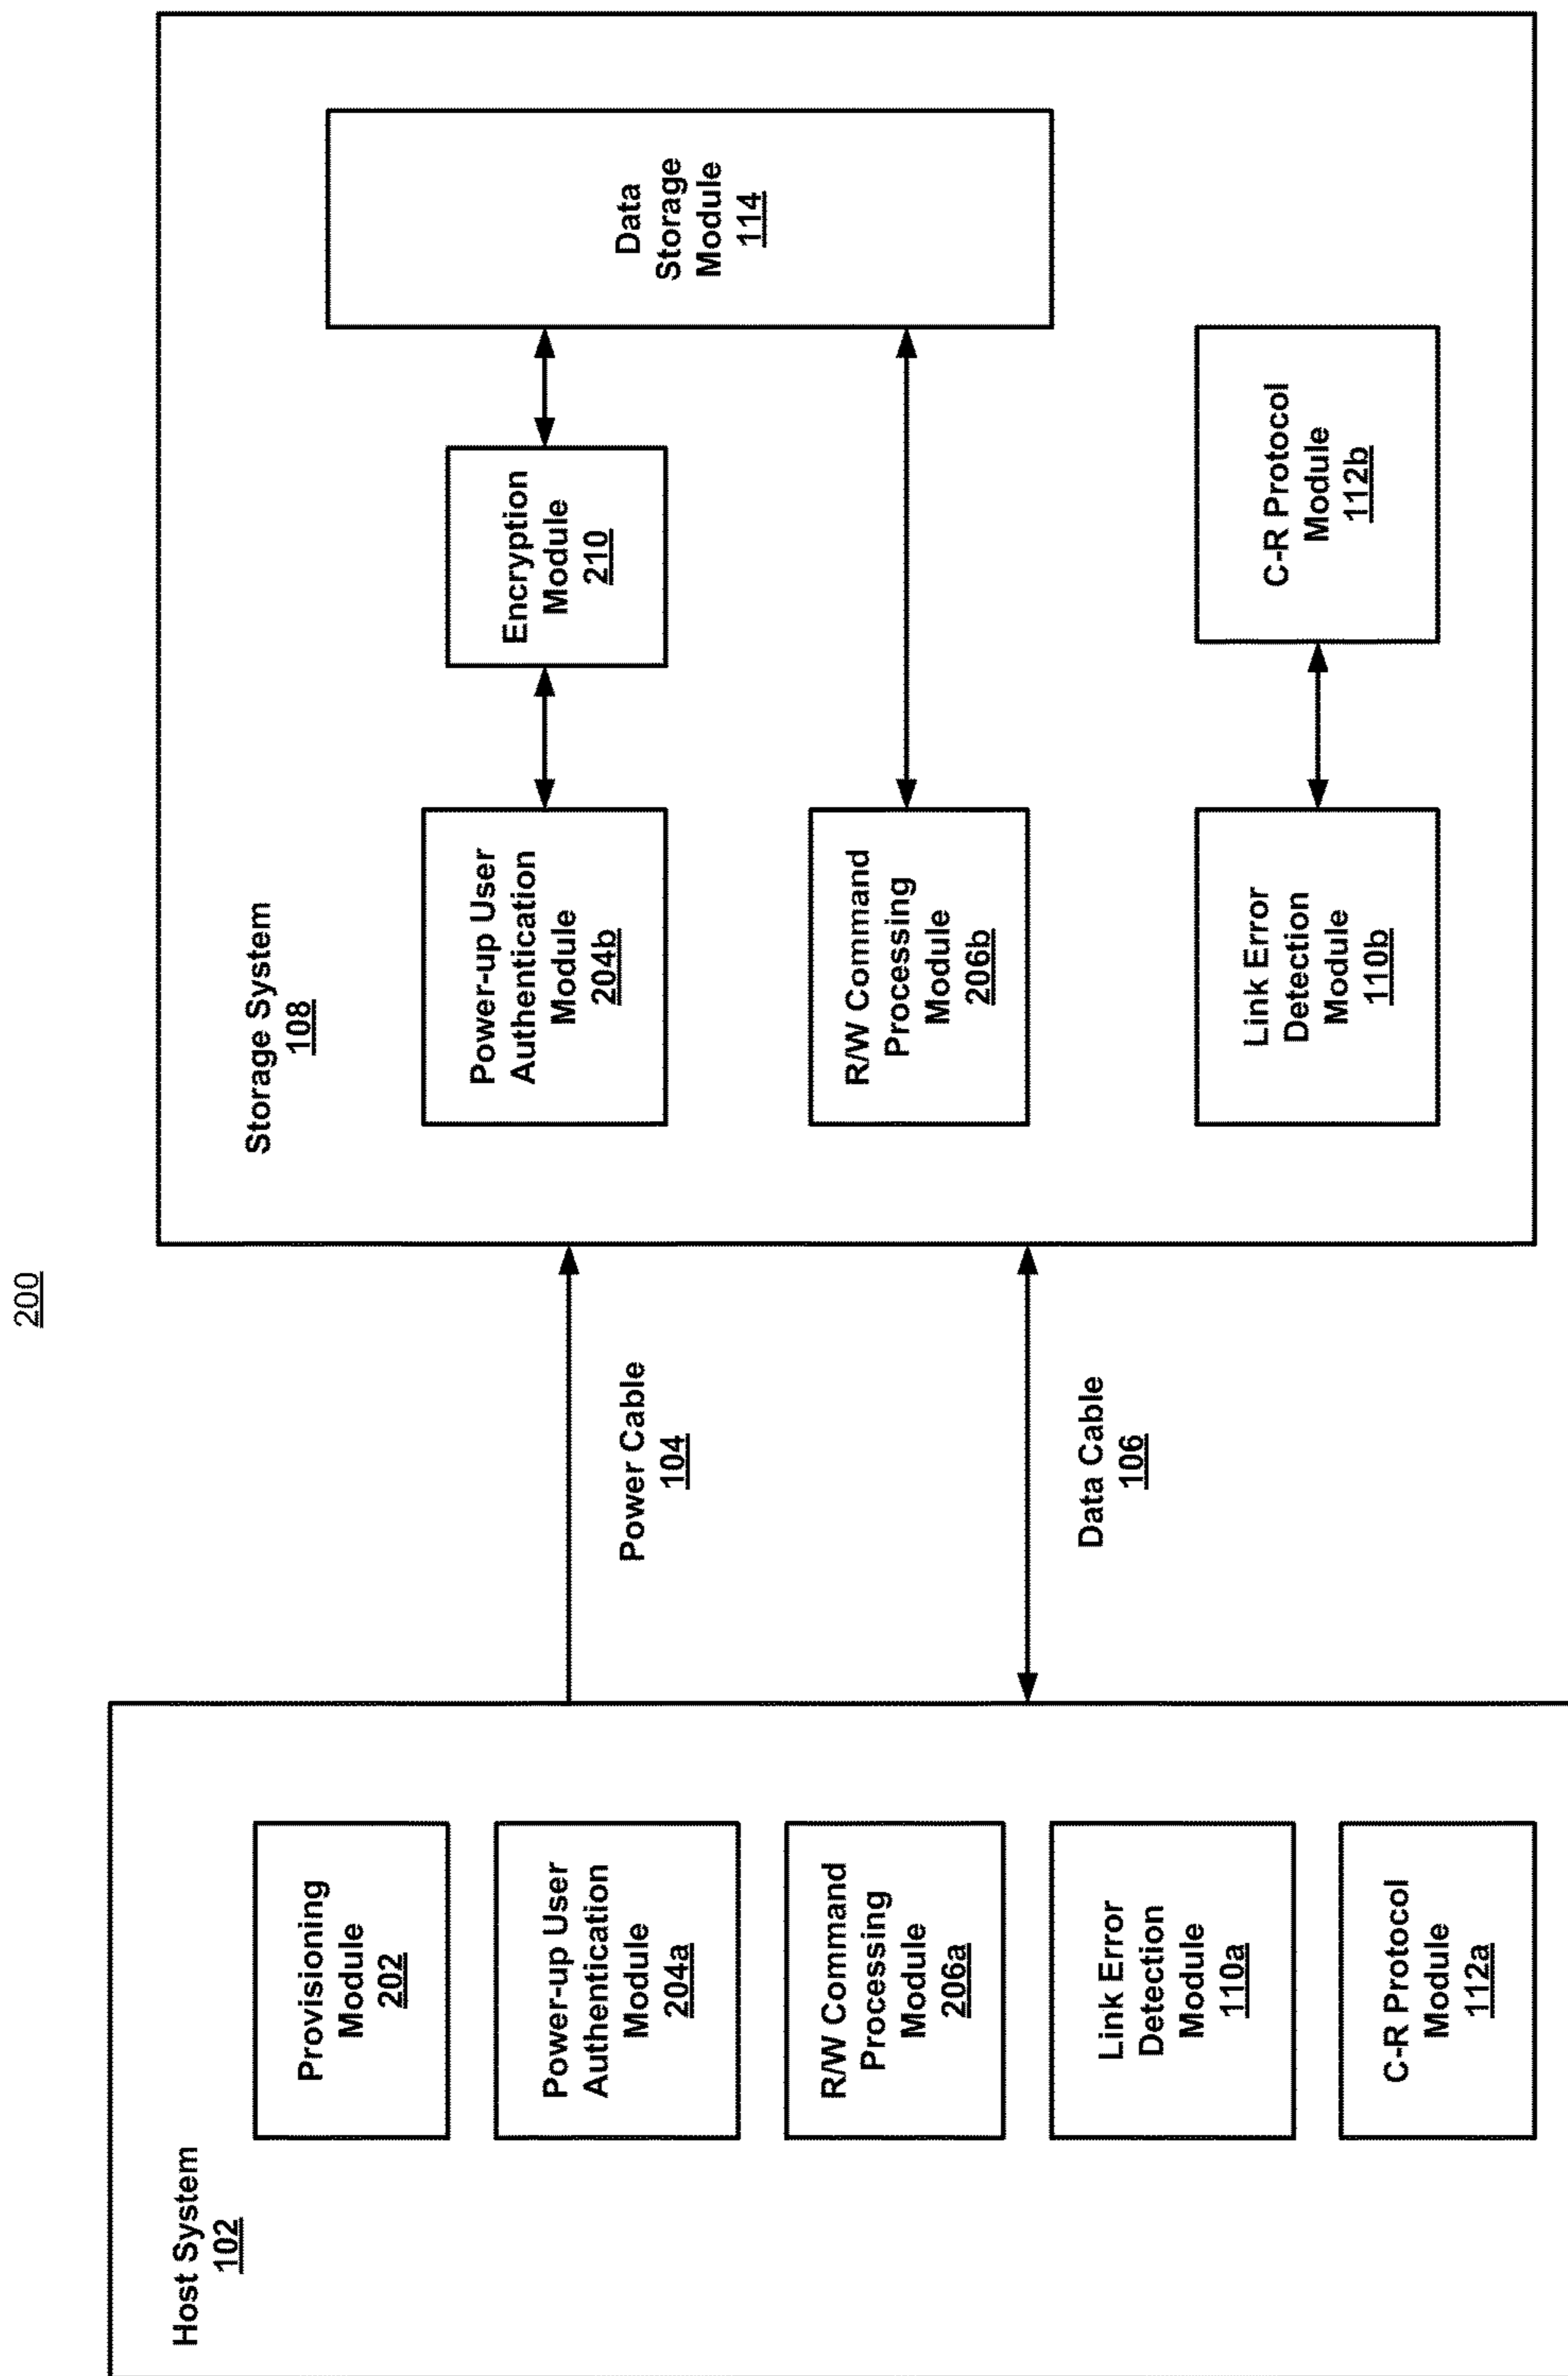 200
Host System
102
Provisioning
Module
202
Power-up User
Authentication
Module
204a
R/W Command
Processing
Module
206a
Link Error
Detection
Module
110a
C-R Protocol
Module
112a
Power Cable
104
Data Cable
106
Storage System
108
Power-up User
Authentication
Module
204b
Encryption
Module
210
Data
Storage
Module
114
R/W Command
Processing
Module
206b
Link Error
Detection
Module
110b
C-R Protocol
Module
112b